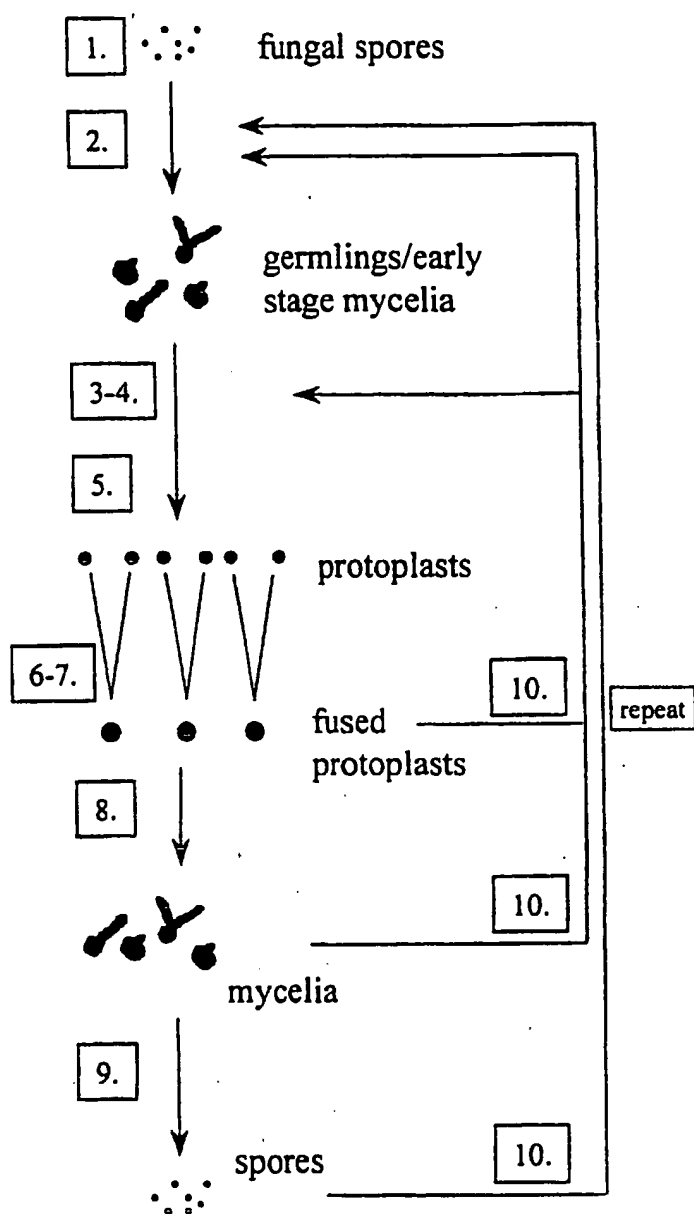 1. fungal spores
2.
germlings/early
stage mycelia
3-4.
5.
protoplasts
6-7.
10.
repeat
fused
protoplasts
8.
10.
mycelia
9.
spores
10.